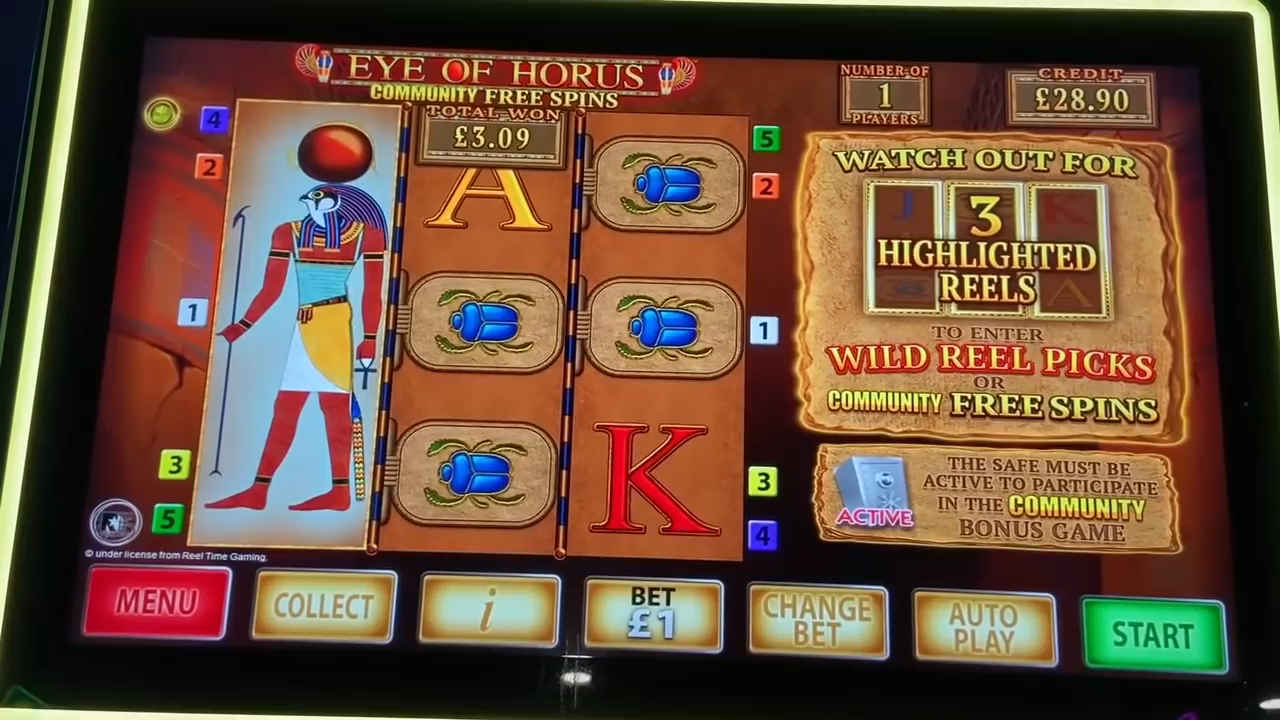 EYE OF HORUS
COMMUNITY FREE SPINS
TOTAL WON
£3.09
NUMBER OF
1
PLAYERS
CREDIT
£28.90
4
2
1
3
5
A
K
5
2
1
3
4
WATCH OUT FOR
J
K
A
3
HIGHLIGHTED
REELS
TO ENTER
WILD REEL PICKS
OR
COMMUNITY FREE SPINS
ACTIVE
THE SAFE MUST BE
ACTIVE TO PARTICIPATE
IN THE COMMUNITY
BONUS GAME
© under license from Reel Time Gaming.
MENU
COLLECT
i
BET
£1
CHANGE
BET
AUTO
PLAY
START